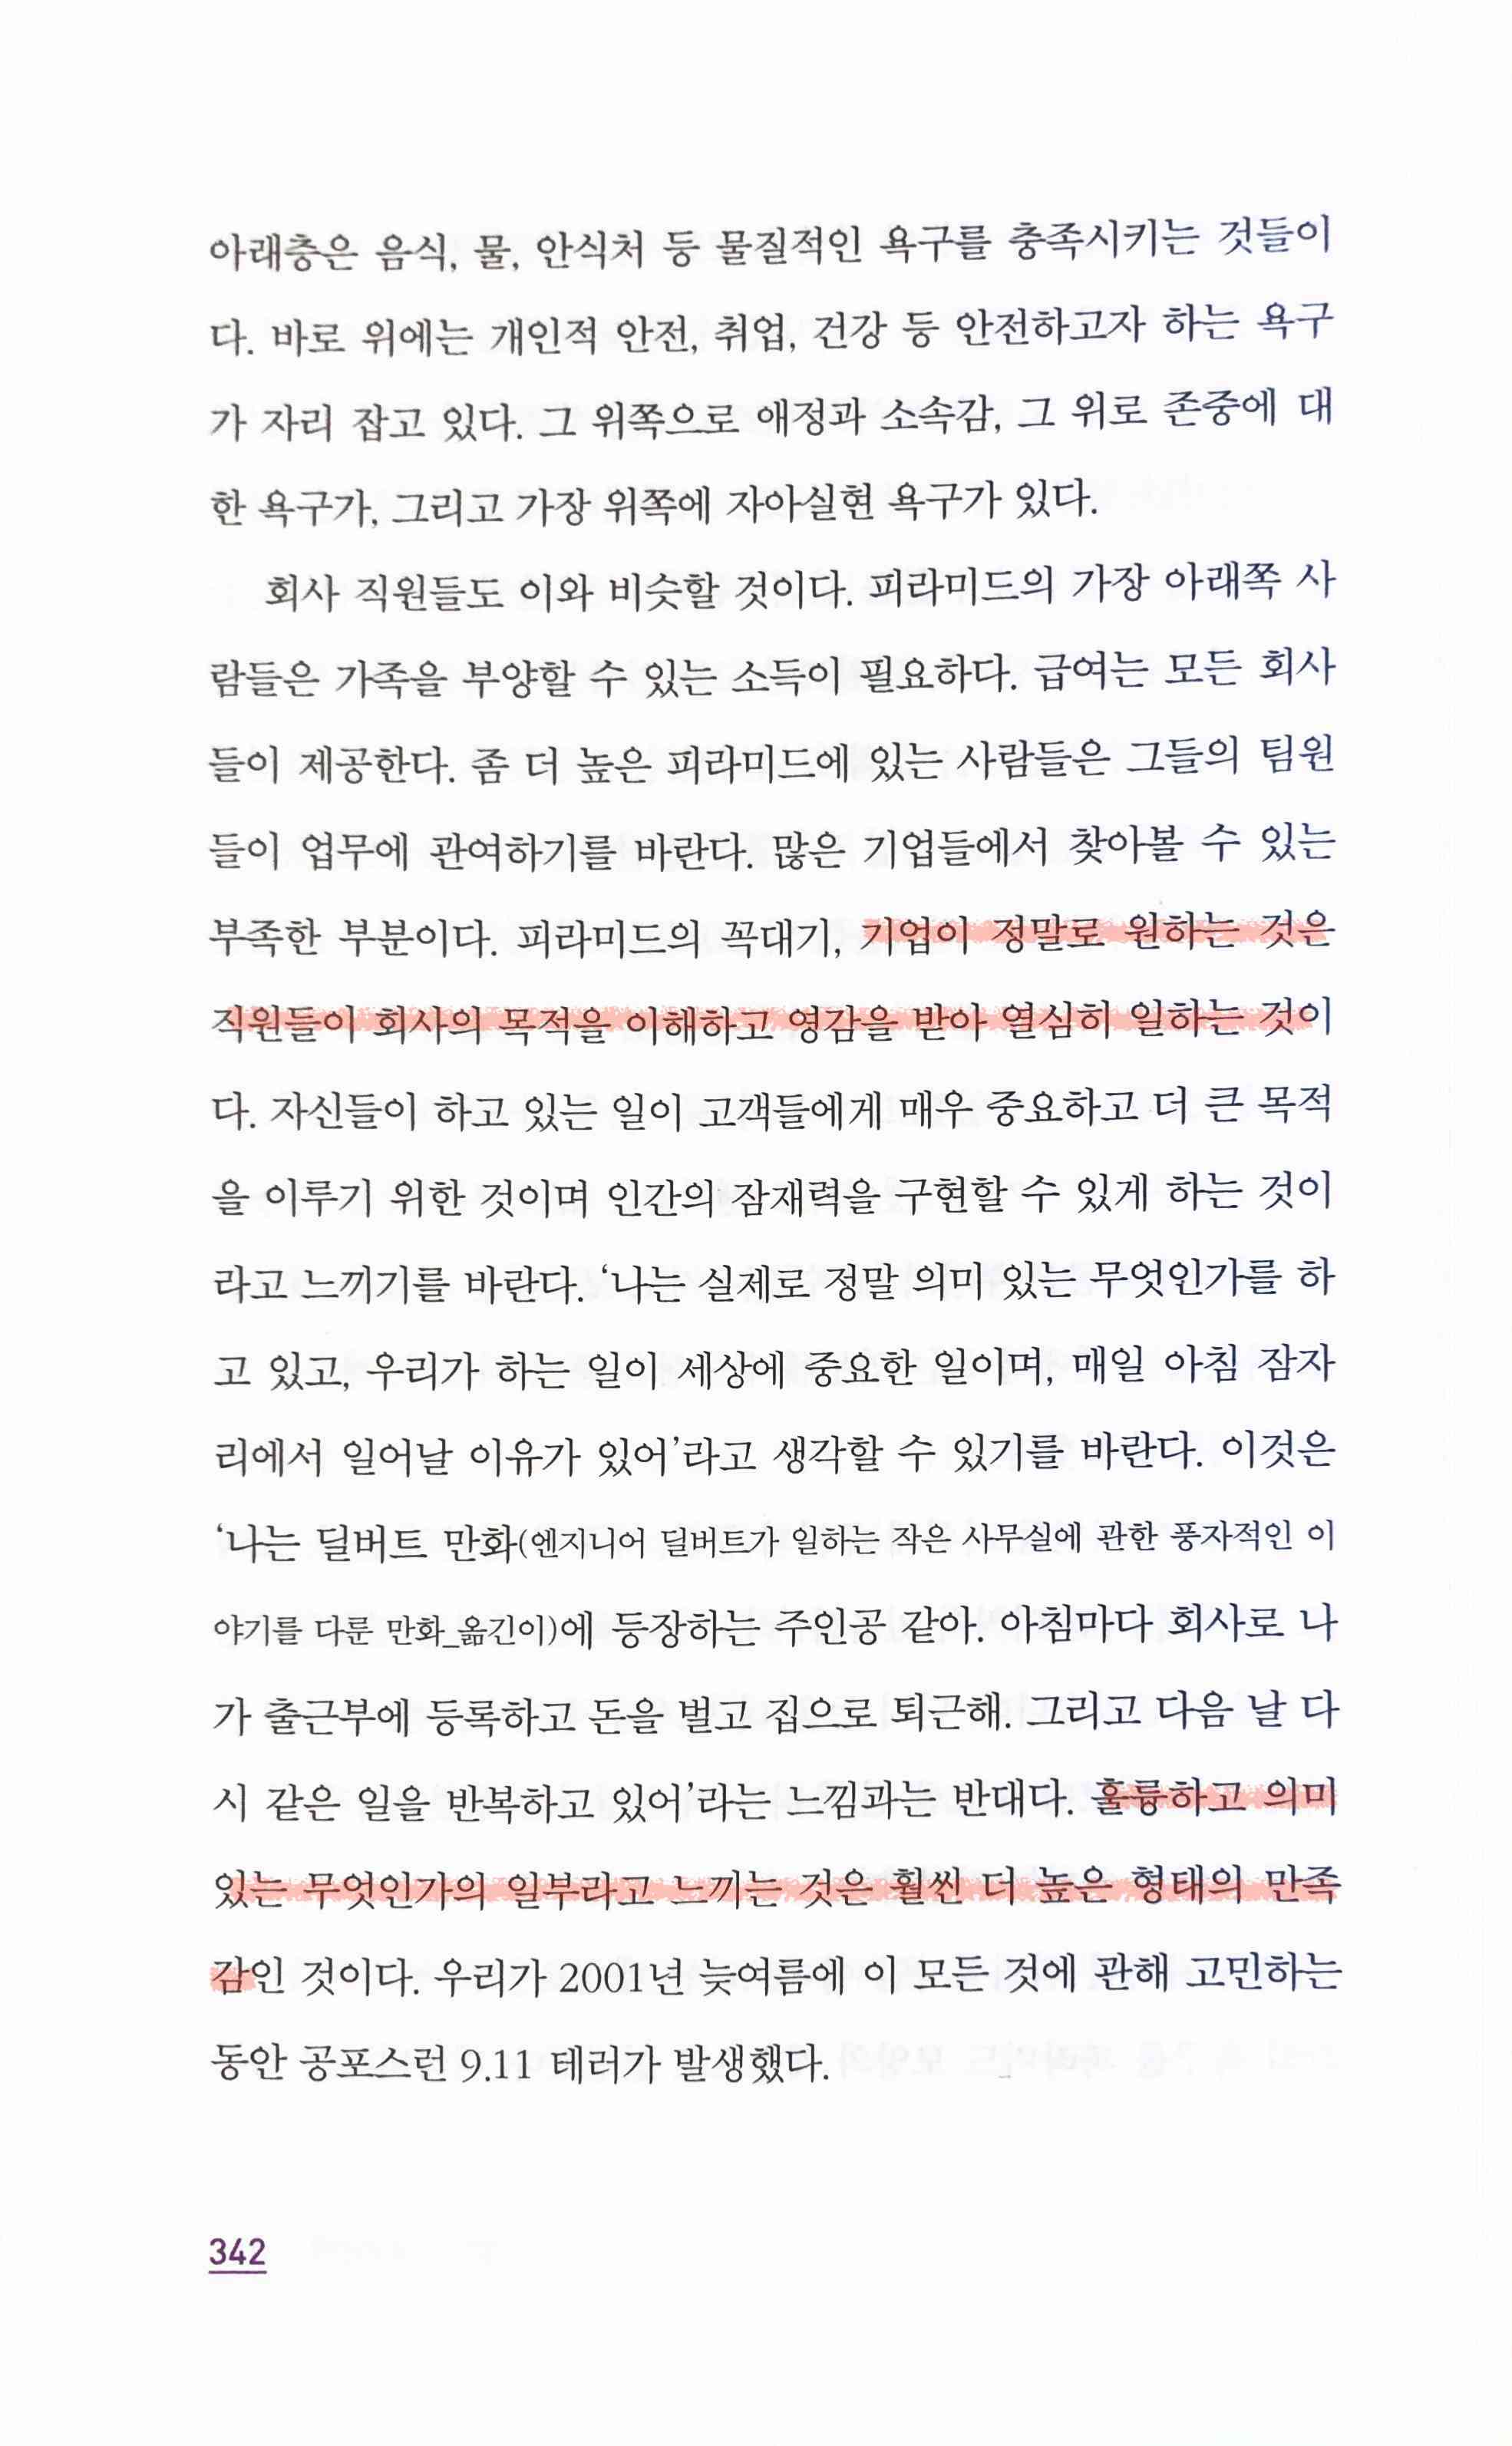 아래층은 음식, 물, 안식처 등 물질적인 욕구를 충족시키는 것들이
다. 바로 위에는 개인적 안전, 취업, 건강 등 안전하고자 하는 욕구
가 자리 잡고 있다. 그 위쪽으로 애정과 소속감, 그 위로 존중에 대
한 욕구가, 그리고 가장 위쪽에 자아실현 욕구가 있다.
회사 직원들도 이와 비슷할 것이다. 피라미드의 가장 아래쪽 사
람들은 가족을 부양할 수 있는 소득이 필요하다. 급여는 모든 회사
들이 제공한다. 좀 더 높은 피라미드에 있는 사람들은 그들의 팀원
들이 업무에 관여하기를 바란다. 많은 기업들에서 찾아볼 수 있는
부족한 부분이다. 피라미드의 꼭대기, 기업이 정말로 원하는 것은
직원들이 회사의 목적을 이해하고 영감을 받아 열심히 일하는 것이
다. 자신들이 하고 있는 일이 고객들에게 매우 중요하고 더 큰 목적
을 이루기 위한 것이며 인간의 잠재력을 구현할 수 있게 하는 것이
라고 느끼기를 바란다. ‘나는 실제로 정말 의미 있는 무엇인가를 하
고 있고, 우리가 하는 일이 세상에 중요한 일이며, 매일 아침 잠자
리에서 일어날 이유가 있어’라고 생각할 수 있기를 바란다. 이것은
‘나는 딜버트 만화(엔지니어 딜버트가 일하는 작은 사무실에 관한 풍자적인 이
야기를 다룬 만화_옮긴이)에 등장하는 주인공 같아. 아침마다 회사로 나
가 출근부에 등록하고 돈을 벌고 집으로 퇴근해. 그리고 다음 날 다
시 같은 일을 반복하고 있어’라는 느낌과는 반대다. 훌륭하고 의미
있는 무엇인가의 일부라고 느끼는 것은 훨씬 더 높은 형태의 만족
감인 것이다. 우리가 2001년 늦여름에 이 모든 것에 관해 고민하는
동안 공포스런 9.11 테러가 발생했다.
342